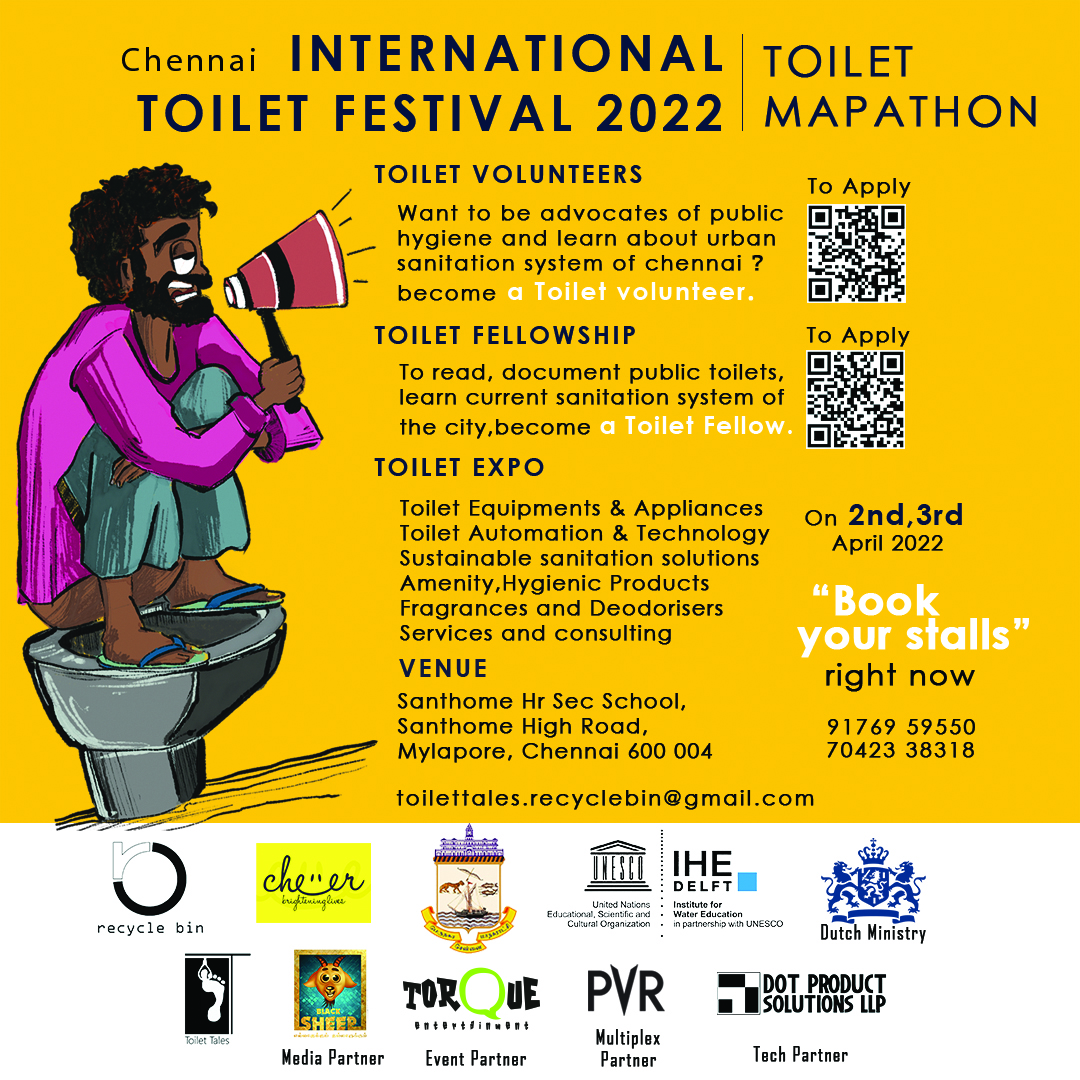 Chennai INTERNATIONAL
TOILET FESTIVAL 2022
TOILET
MAPATHON
TOILET VOLUNTEERS
Want to be advocates of public
hygiene and learn about urban
sanitation system of chennai ?
become a Toilet volunteer.
To Apply
TOILET FELLOWSHIP
To read, document public toilets,
learn current sanitation system of
the city,become a Toilet Fellow.
To Apply
TOILET EXPO
Toilet Equipments & Appliances
Toilet Automation & Technology
Sustainable sanitation solutions
Amenity,Hygienic Products
Fragrances and Deodorisers
Services and consulting
On 2nd,3rd
April 2022
"Book
your stalls"
right now
91769 59550
70423 38318
VENUE
Santhome Hr Sec School,
Santhome High Road,
Mylapore, Chennai 600 004
toilettales.recyclebin@gmail.com
recycle bin
che:er
brighteninglives
UNESCO
United Nations
Educational, Scientific and
Cultural Organization
IHE
DELFT
Institute for
Water Education
in partnership with UNESCO
Dutch Ministry
Toilet Tales
BLACK
SHEEP
Media Partner
TORQUE
entertainment
Event Partner
PVR
Multiplex
Partner
DOT PRODUCT
SOLUTIONS LLP
Tech Partner